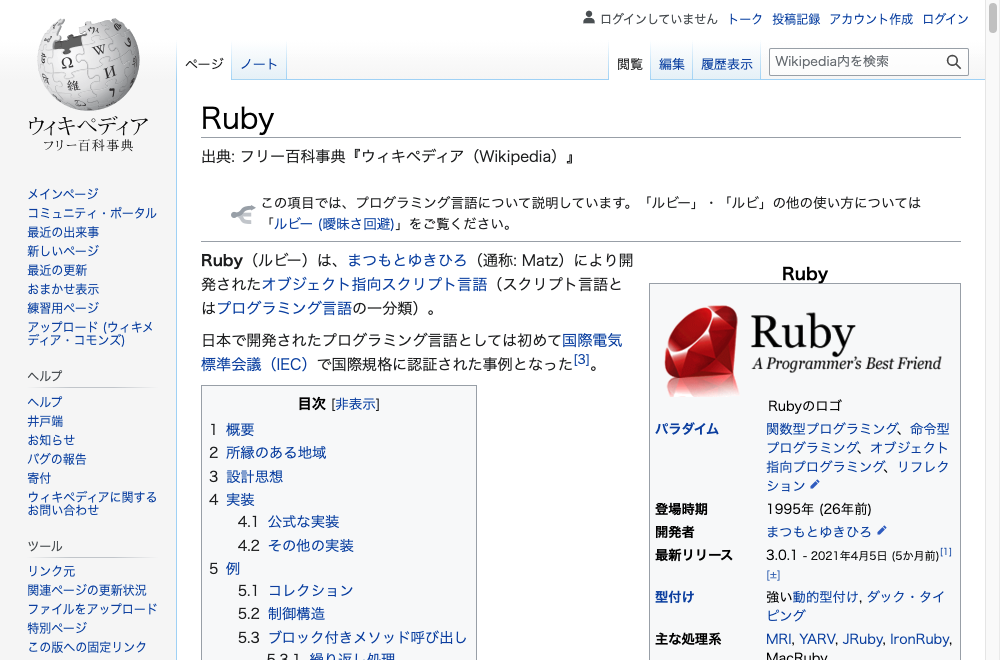 ログインしていません トーク 投稿記録 アカウント作成 ログイン
ページ ノート 閲覧 編集 履歴表示 Wikipedia内を検索
ウィキペディア
フリー百科事典
メインページ
コミュニティ・ポータル
最近の出来事
新しいページ
最近の更新
おまかせ表示
練習用ページ
アップロード (ウィキメ
ディア・コモンズ)
ヘルプ
ヘルプ
井戸端
お知らせ
バグの報告
寄付
ウィキペディアに関する
お問い合わせ
ツール
リンク元
関連ページの更新状況
ファイルをアップロード
特別ページ
この版への固定リンク
Ruby
出典: フリー百科事典『ウィキペディア（Wikipedia）』
この項目では、プログラミング言語について説明しています。「ルビー」・「ルビ」の他の使い方については
「ルビー (曖昧さ回避)」をご覧ください。
Ruby（ルビー）は、まつもとゆきひろ（通称: Matz）により開
発されたオブジェクト指向スクリプト言語（スクリプト言語と
はプログラミング言語の一分類）。
日本で開発されたプログラミング言語としては初めて国際電気
標準会議（IEC）で国際規格に認証された事例となった[3]。
目次 [非表示]
1 概要
2 所縁のある地域
3 設計思想
4 実装
4.1 公式な実装
4.2 その他の実装
5 例
5.1 コレクション
5.2 制御構造
5.3 ブロック付きメソッド呼び出し
5.3.1 繰り返し処理
Ruby
Ruby
A Programmer's Best Friend
Rubyのロゴ
パラダイム 関数型プログラミング、命令型
プログラミング、オブジェクト
指向プログラミング、リフレク
ション
登場時期 1995年 (26年前)
開発者 まつもとゆきひろ
最新リリース 3.0.1 - 2021年4月5日 (5か月前)[1]
[±]
型付け 強い動的型付け, ダック・タイ
ピング
主な処理系 MRI, YARV, JRuby, IronRuby,
MacRuby